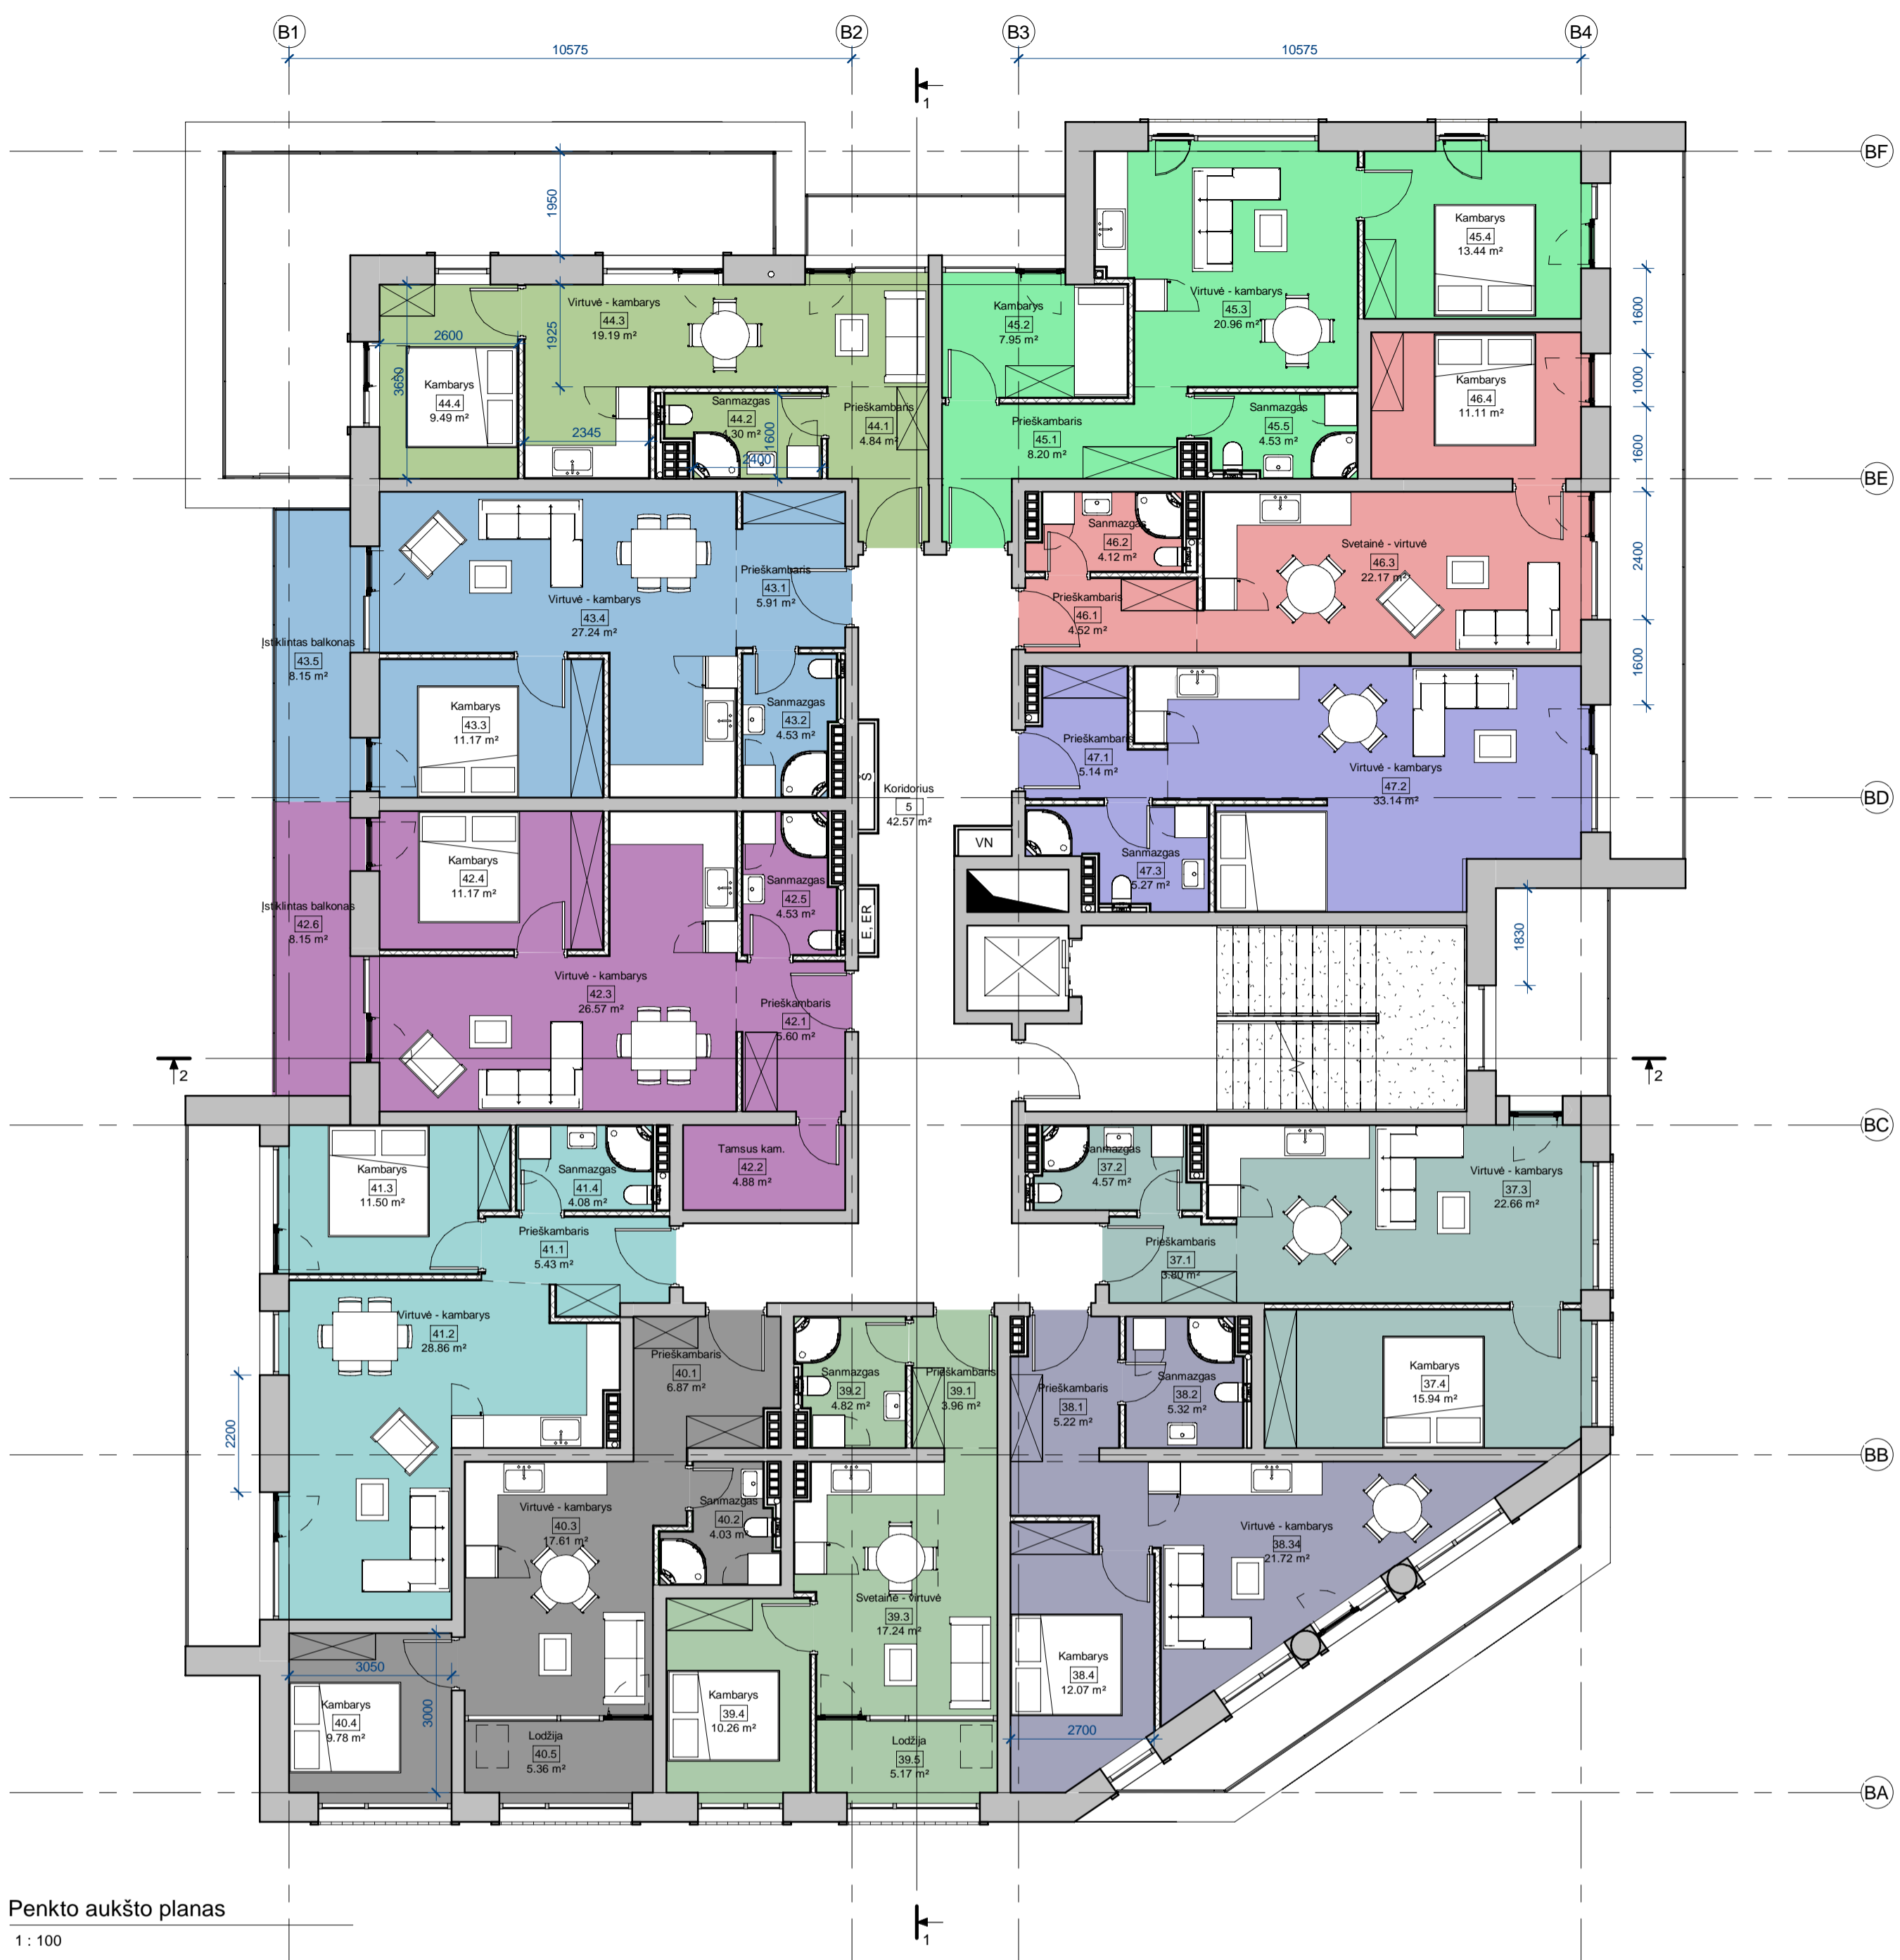 B1
B2
B3
B4
10575
10575
1
BF
1950
Kambarys
45.4
13.44 m²
Virtuvė - kambarys
44.3
19.19 m²
Kambarys
45.2
7.95 m²
Virtuvė - kambarys
45.3
20.96 m²
1600
2600
1925
3650
Kambarys
44.4
9.49 m²
Sanmazgas
44.2
4.30 m²
1600
2345
2400
Prieškambaris
44.1
4.84 m²
Prieškambaris
45.1
8.20 m²
Sanmazgas
45.5
4.53 m²
Kambarys
46.4
11.11 m²
1000
1600
BE
Sanmazgas
46.2
4.12 m²
Svetainė - virtuvė
46.3
22.17 m²
2400
Prieškambaris
43.1
5.91 m²
Virtuvė - kambarys
43.4
27.24 m²
Prieškambaris
46.1
4.52 m²
Įstiklintas balkonas
43.5
8.15 m²
1600
Kambarys
43.3
11.17 m²
Sanmazgas
43.2
4.53 m²
Prieškambaris
47.1
5.14 m²
Virtuvė - kambarys
47.2
33.14 m²
Š
Koridorius
5
42.57 m²
BD
VN
Kambarys
42.4
11.17 m²
Sanmazgas
42.5
4.53 m²
Sanmazgas
47.3
5.27 m²
Įstiklintas balkonas
42.6
8.15 m²
E, ER
1830
Virtuvė - kambarys
42.3
26.57 m²
Prieškambaris
42.1
5.60 m²
2
2
BC
Kambarys
41.3
11.50 m²
Sanmazgas
41.4
4.08 m²
Tamsus kam.
42.2
4.88 m²
Sanmazgas
37.2
4.57 m²
Virtuvė - kambarys
37.3
22.66 m²
Prieškambaris
41.1
5.43 m²
Prieškambaris
37.1
3.80 m²
Virtuvė - kambarys
41.2
28.86 m²
Prieškambaris
40.1
6.87 m²
Sanmazgas
39.2
4.82 m²
Prieškambaris
39.1
3.96 m²
Prieškambaris
38.1
5.22 m²
Sanmazgas
38.2
5.32 m²
Kambarys
37.4
15.94 m²
2200
BB
Virtuvė - kambarys
40.3
17.61 m²
Sanmazgas
40.2
4.03 m²
Virtuvė - kambarys
38.34
21.72 m²
Svetainė - virtuvė
39.3
17.24 m²
3050
3000
Kambarys
40.4
9.78 m²
Kambarys
39.4
10.26 m²
Kambarys
38.4
12.07 m²
2700
Lodžija
40.5
5.36 m²
Lodžija
39.5
5.17 m²
BA
Penkto aukšto planas
1 : 100
1